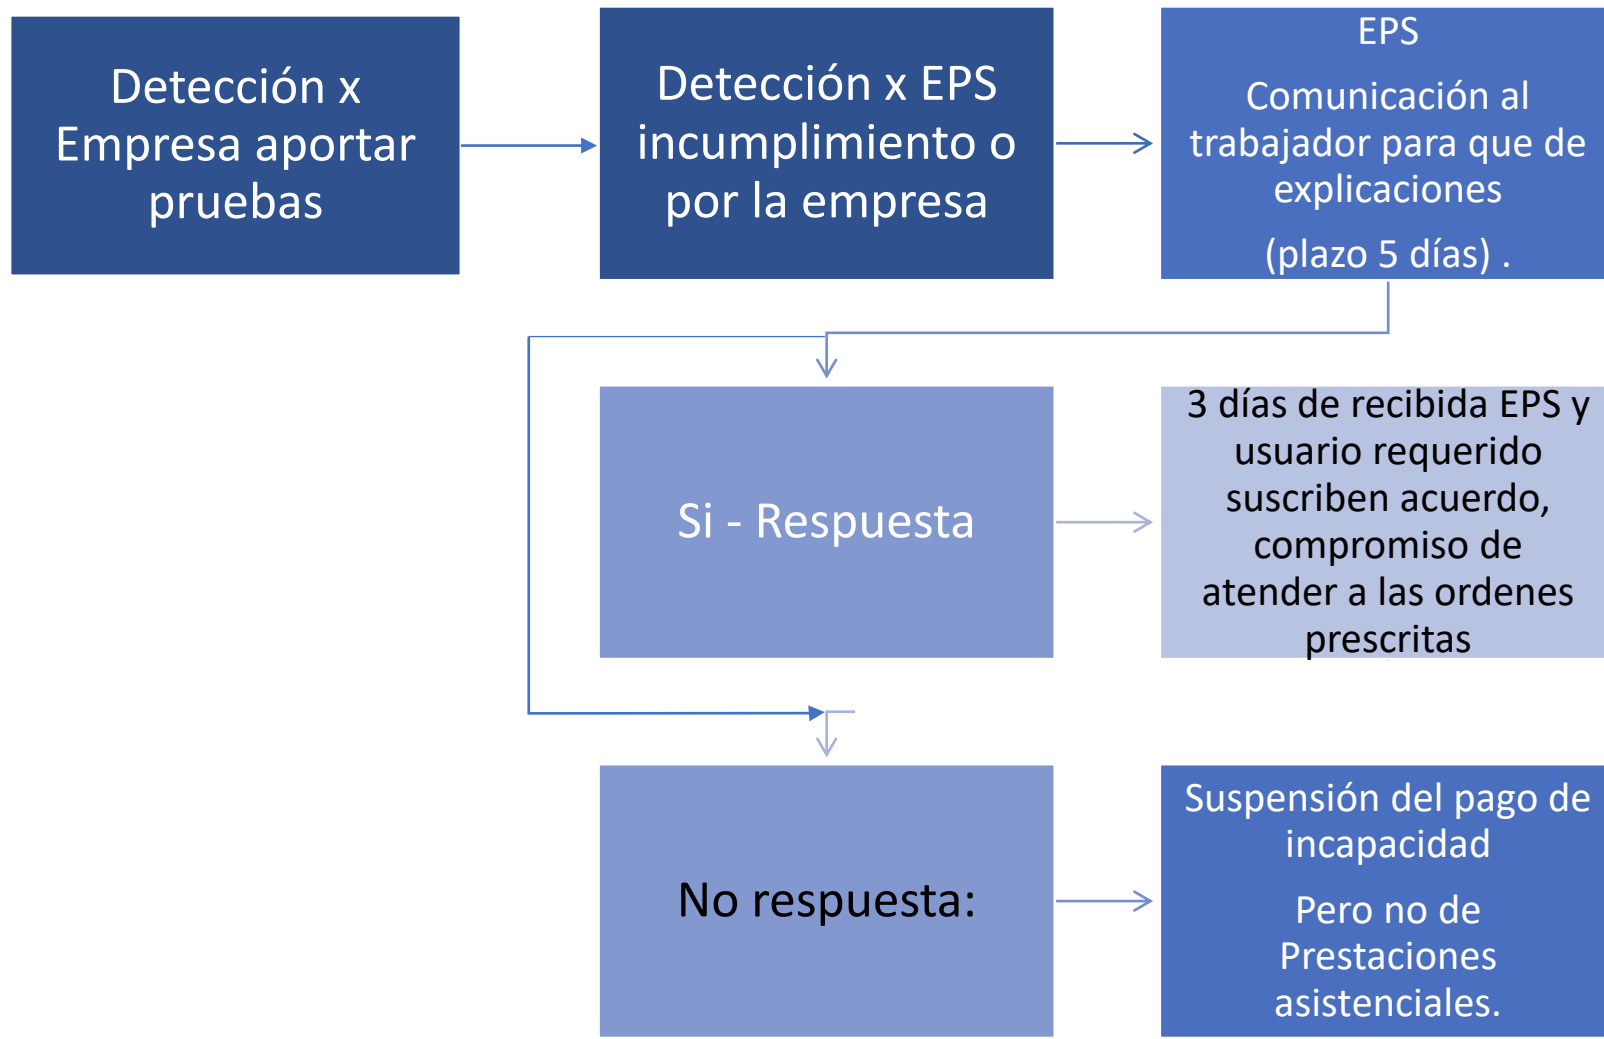 Detección x
Empresa aportar
pruebas
Detección x EPS
incumplimiento o
por la empresa
EPS
Comunicación al
trabajador para que de
explicaciones
(plazo 5 días) .
Si - Respuesta
3 días de recibida EPS y
usuario requerido
suscriben acuerdo,
compromiso de
atender a las ordenes
prescritas
No respuesta:
Suspensión del pago de
incapacidad
Pero no de
Prestaciones
asistenciales.